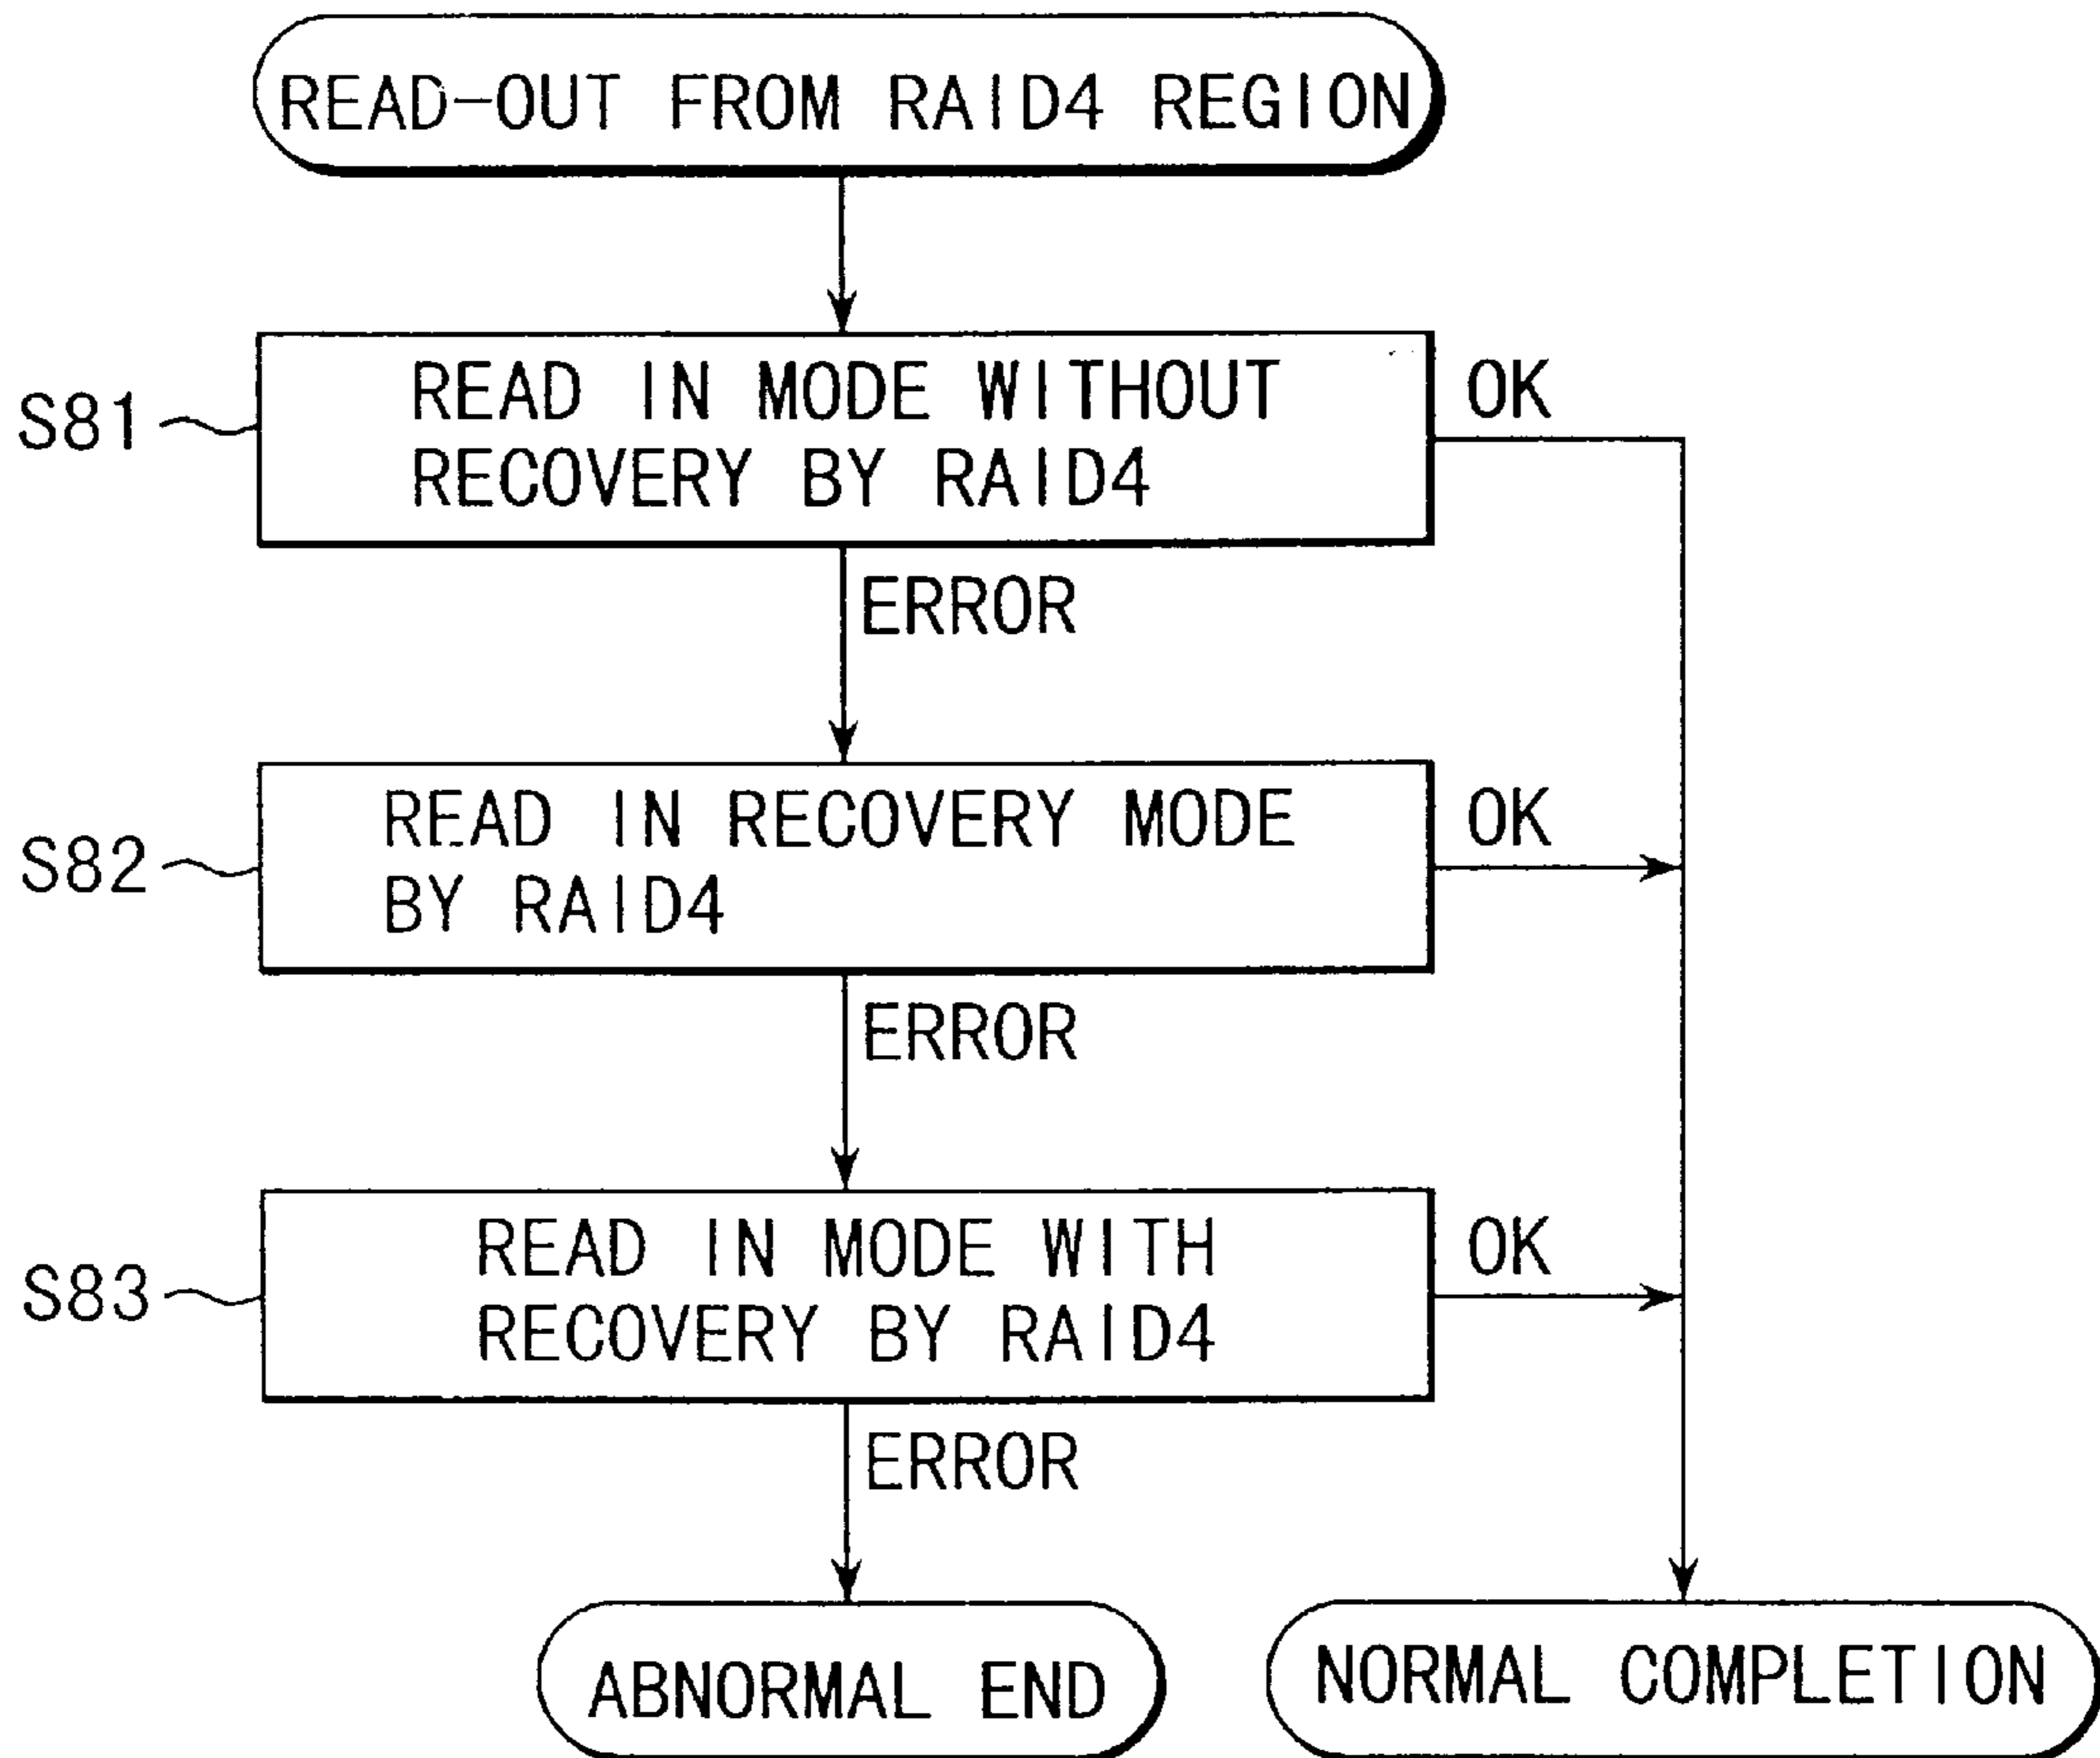 READ-OUT FROM RAID4 REGION
S81
READ IN MODE WITHOUT
RECOVERY BY RAID4
OK
ERROR
S82
READ IN RECOVERY MODE
BY RAID4
OK
ERROR
S83
READ IN MODE WITH
RECOVERY BY RAID4
OK
ERROR
ABNORMAL END
NORMAL COMPLETION